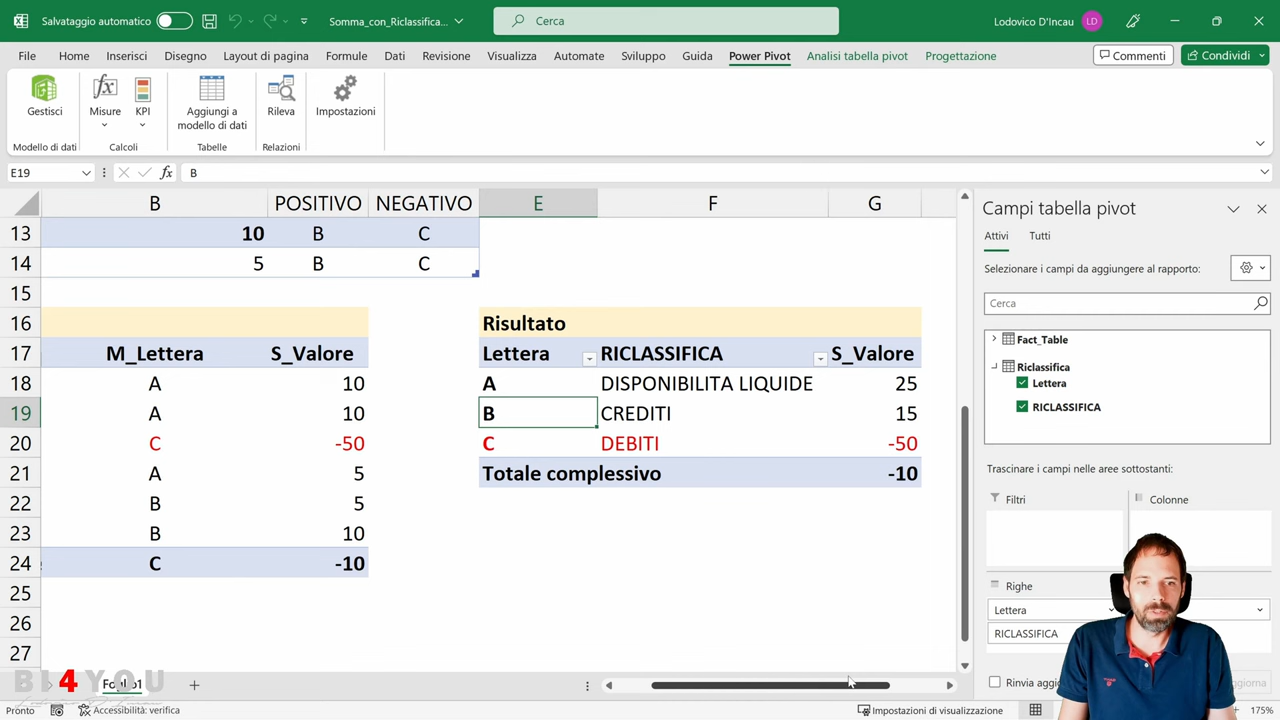 Salvataggio automatico
Somma_con_Riclassifica...
Cerca
Lodovico D'Incau
LD
File Home Inserisci Disegno Layout di pagina Formule Dati Revisione Visualizza Automate Sviluppo Guida Power Pivot Analisi tabella pivot Progettazione
Commenti
Condividi
Gestisci
Misure
KPI
Aggiungi a modello di dati
Rileva
Impostazioni
Modello di dati
Calcoli
Tabelle
Relazioni
E19
fx
B
B POSITIVO NEGATIVO E F G
13 10 B C
14 5 B C
15
16 Risultato
17 M_Lettera S_Valore Lettera RICLASSIFICA S_Valore
18 A 10 A DISPONIBILITA LIQUIDE 25
19 A 10 B CREDITI 15
20 C -50 C DEBITI -50
21 A 5 Totale complessivo -10
22 B 5
23 B 10
24 C -10
25
26
27
Campi tabella pivot
Attivi Tutti
Selezionare i campi da aggiungere al rapporto:
Cerca
Fact_Table
Riclassifica
Lettera
RICLASSIFICA
Trascinare i campi nelle aree sottostanti:
Filtri
Colonne
Righe
Lettera
RICLASSIFICA
Rinvia aggi
BI4YOU
Pronto
Accessibilità: verifica
Impostazioni di visualizzazione
175%